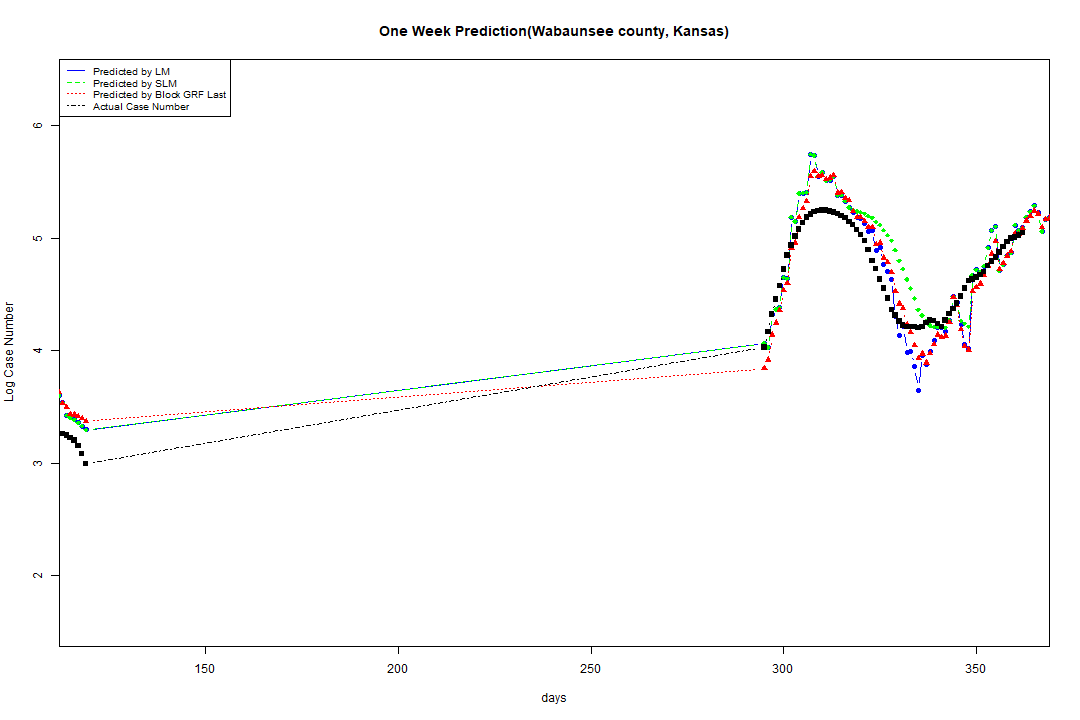 One Week Prediction(Wabaunsee county, Kansas)
Predicted by LM
Predicted by SLM
Predicted by Block GRF Last
Actual Case Number
6
5
4
3
2
Log Case Number
150 200 250 300 350
days